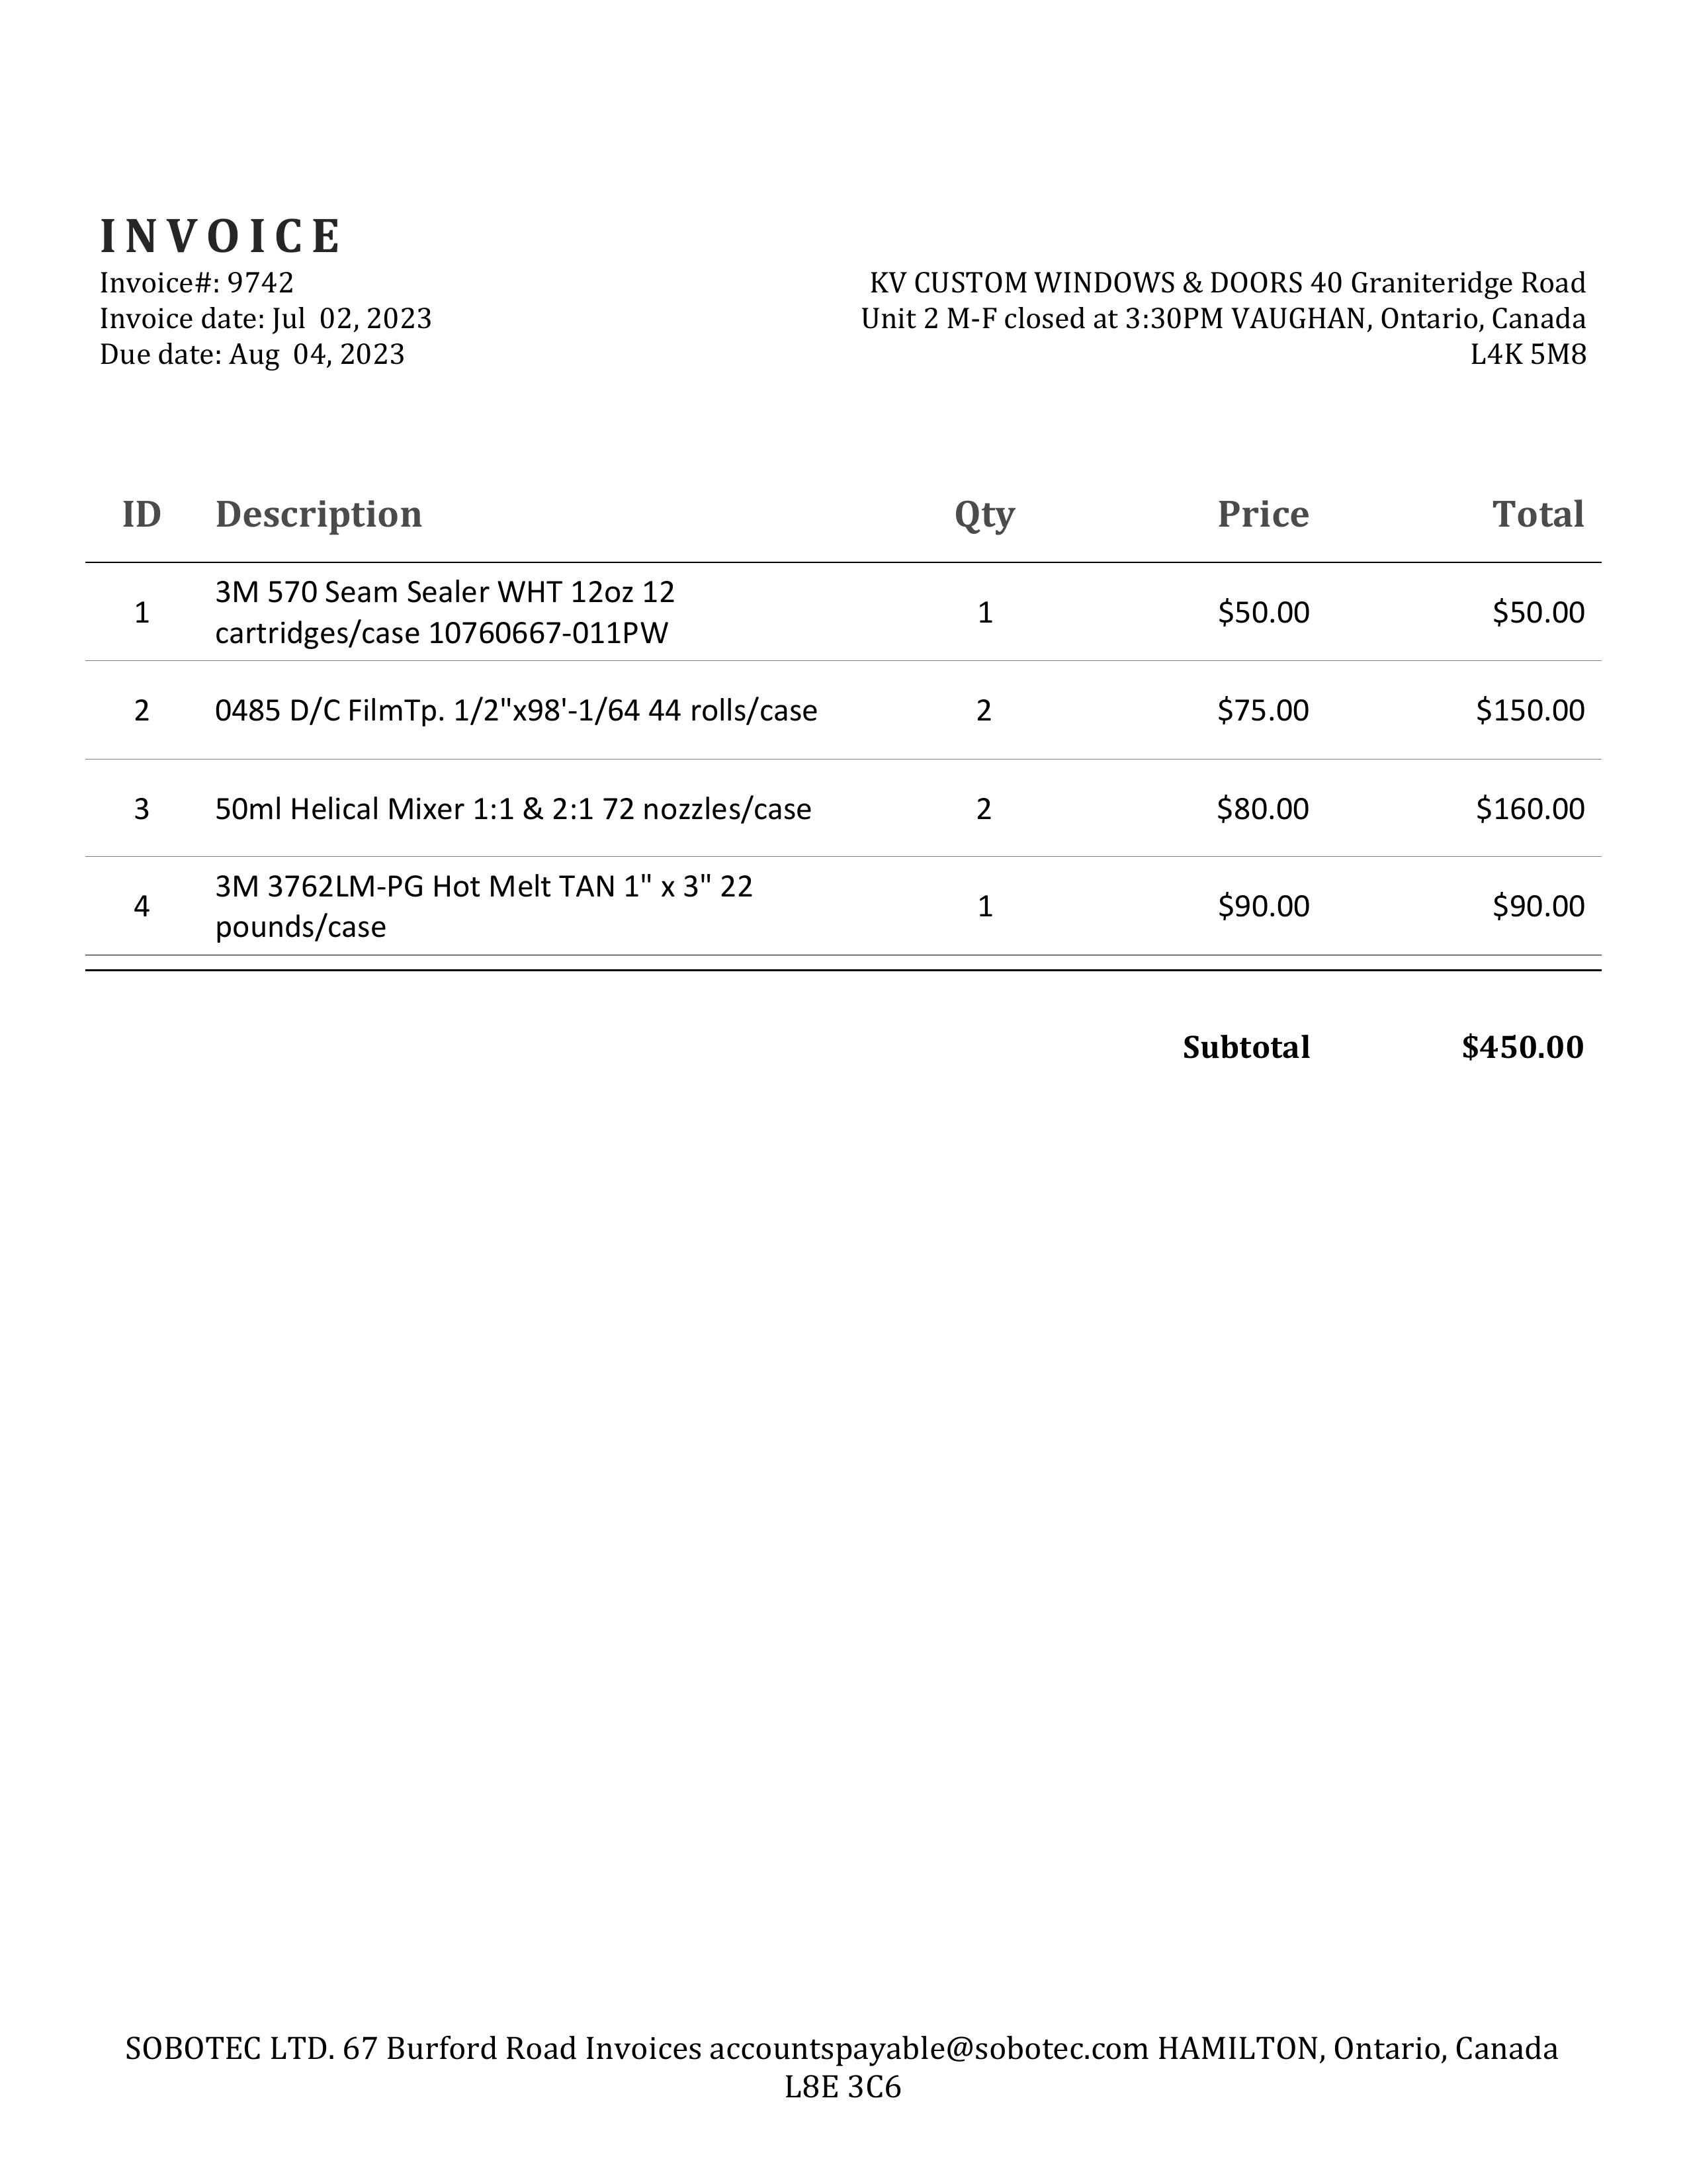 INVOICE
Invoice#: 9742
Invoice date: Jul  02, 2023
Due date: Aug  04, 2023
KV CUSTOM WINDOWS & DOORS 40 Graniteridge Road
Unit 2 M-F closed at 3:30PM VAUGHAN, Ontario, Canada
L4K 5M8
ID Description Qty Price Total
1 3M 570 Seam Sealer WHT 12oz 12
cartridges/case 10760667-011PW 1 $50.00 $50.00
2 0485 D/C FilmTp. 1/2"x98'-1/64 44 rolls/case 2 $75.00 $150.00
3 50ml Helical Mixer 1:1 & 2:1 72 nozzles/case 2 $80.00 $160.00
4 3M 3762LM-PG Hot Melt TAN 1" x 3" 22
pounds/case 1 $90.00 $90.00
Subtotal $450.00
SOBOTEC LTD. 67 Burford Road Invoices accountspayable@sobotec.com HAMILTON, Ontario, Canada
L8E 3C6